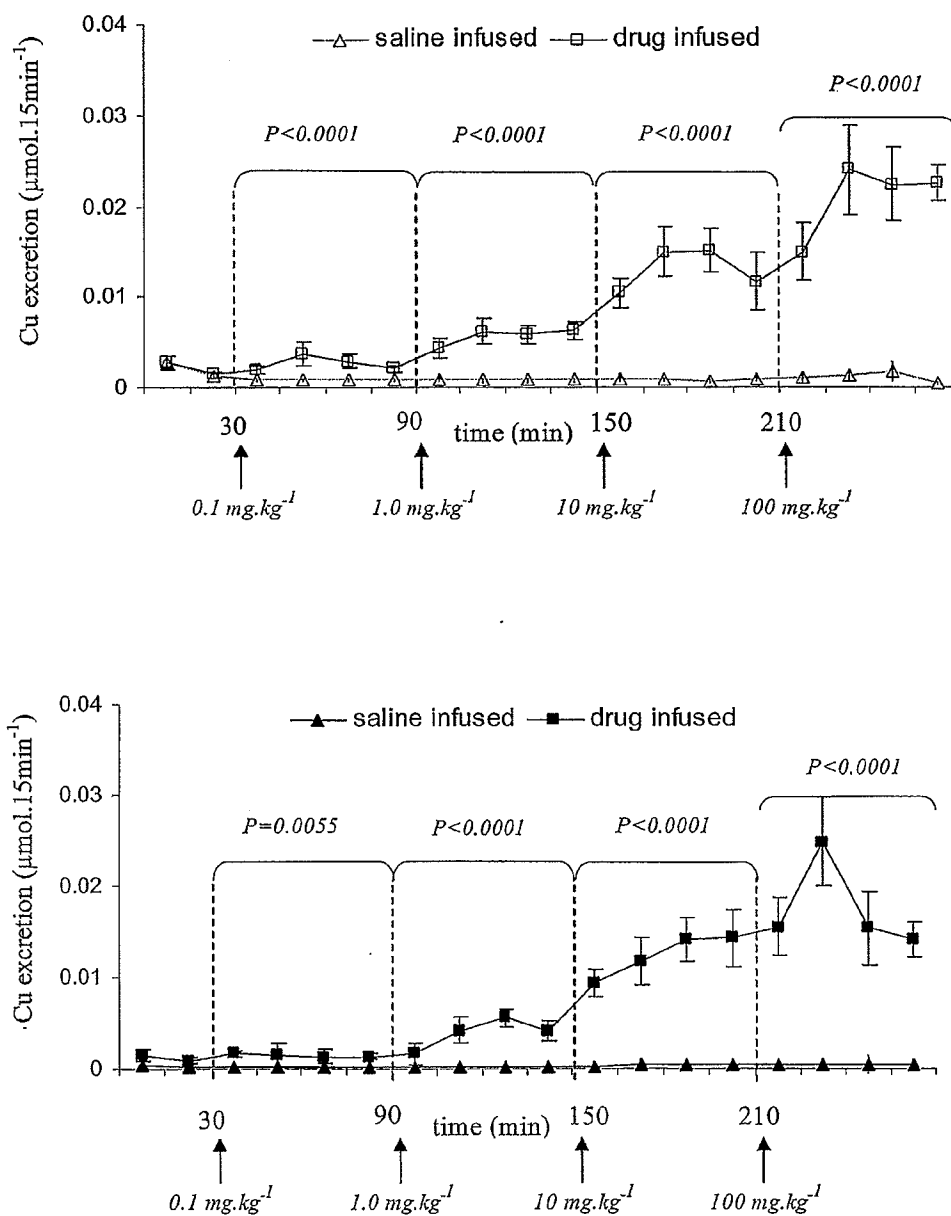 0.04
saline infused
drug infused
P<0.0001
0.03
P<0.0001
P<0.0001
P<0.0001
Cu excretion (µmol.15min⁻¹)
0.02
0.01
0
30
90
time (min)
150
210
0.1 mg.kg⁻¹
1.0 mg.kg⁻¹
10 mg.kg⁻¹
100 mg.kg⁻¹
0.04
saline infused
drug infused
P<0.0001
0.03
P=0.0055
P<0.0001
P<0.0001
Cu excretion (µmol.15min⁻¹)
0.02
0.01
0
30
90
time (min)
150
210
0.1 mg.kg⁻¹
1.0 mg.kg⁻¹
10 mg.kg⁻¹
100 mg.kg⁻¹